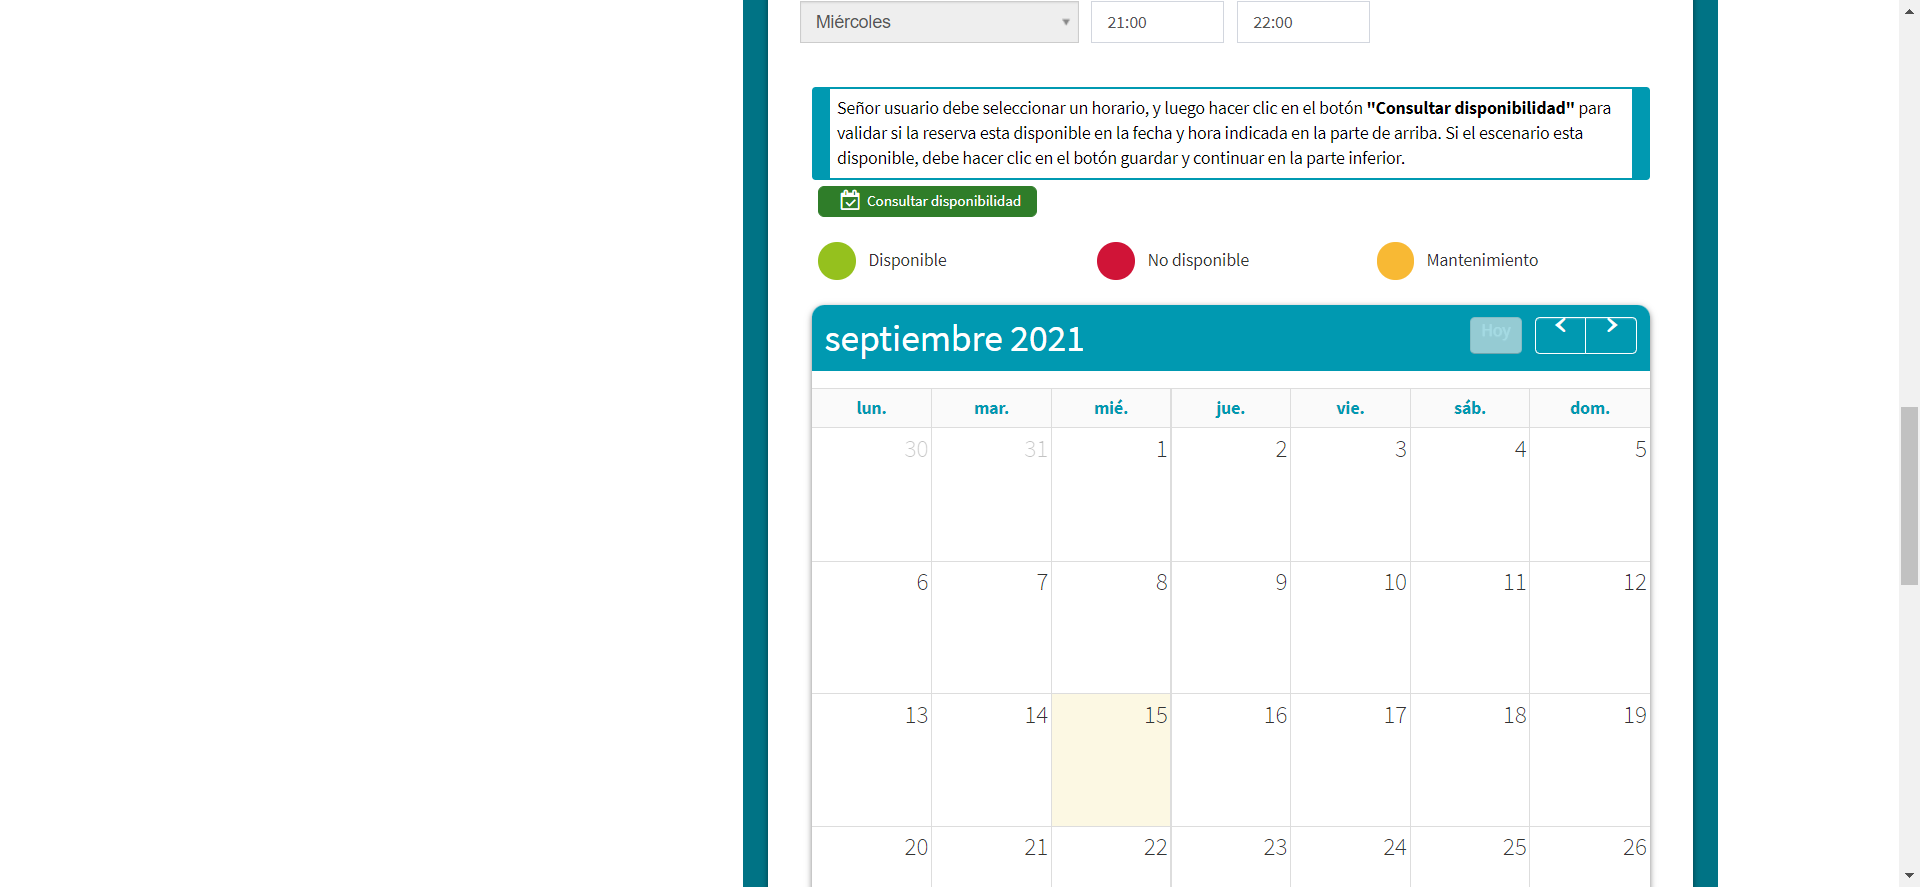 Miércoles 21:00 22:00
Señor usuario debe seleccionar un horario, y luego hacer clic en el botón "Consultar disponibilidad" para
validar si la reserva esta disponible en la fecha y hora indicada en la parte de arriba. Si el escenario esta
disponible, debe hacer clic en el botón guardar y continuar en la parte inferior.
Consultar disponibilidad
Disponible No disponible Mantenimiento
septiembre 2021 Hoy
lun. mar. mié. jue. vie. sáb. dom.
30 31 1 2 3 4 5
6 7 8 9 10 11 12
13 14 15 16 17 18 19
20 21 22 23 24 25 26